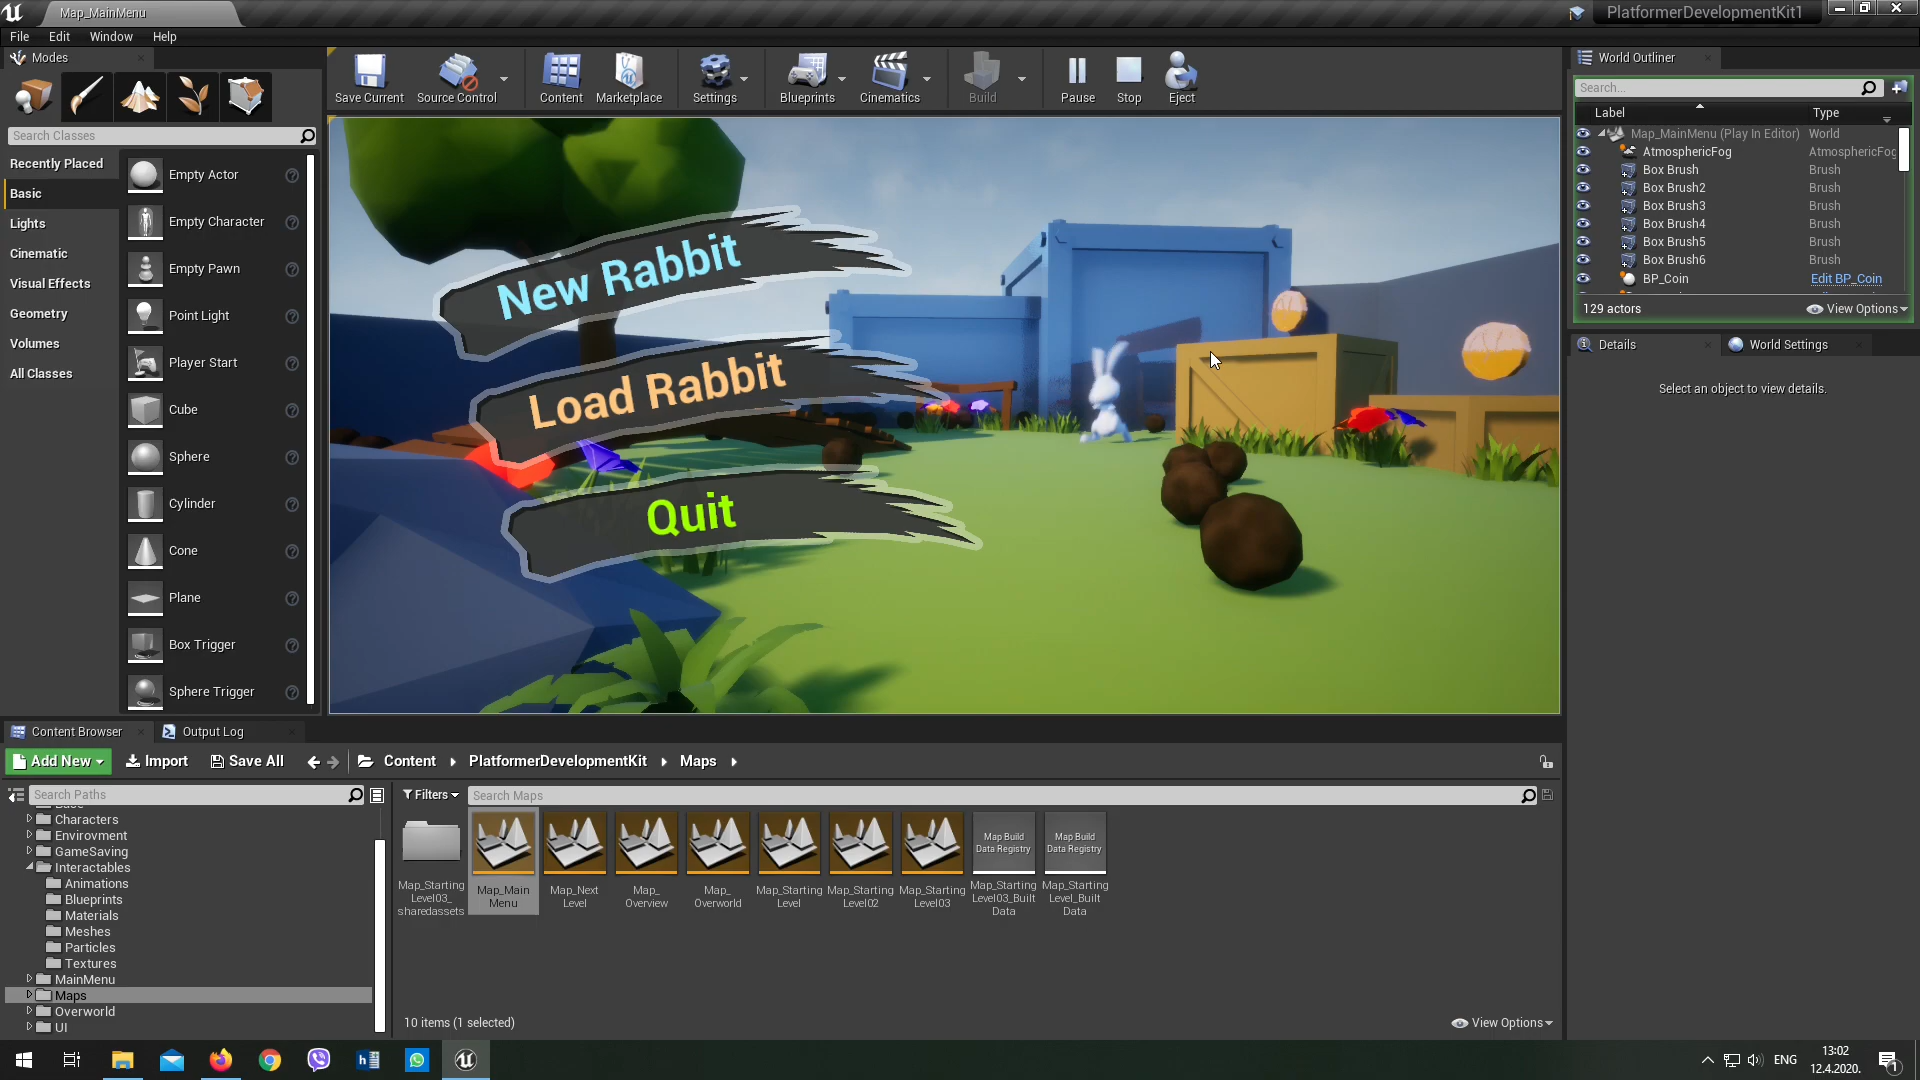 Map_MainMenu
PlatformerDevelopmentKit1
File
Edit
Window
Help
Modes
Search Classes
Recently Placed
Basic
Lights
Cinematic
Visual Effects
Geometry
Volumes
All Classes
Empty Actor
Empty Character
Empty Pawn
Point Light
Player Start
Cube
Sphere
Cylinder
Cone
Plane
Box Trigger
Sphere Trigger
Save Current
Source Control
Content
Marketplace
Settings
Blueprints
Cinematics
Build
Pause
Stop
Eject
New Rabbit
Load Rabbit
Quit
World Outliner
Search...
Label
Type
Map_MainMenu (Play In Editor)
World
AtmosphericFog
AtmosphericFog
Box Brush
Brush
Box Brush2
Brush
Box Brush3
Brush
Box Brush4
Brush
Box Brush5
Brush
Box Brush6
Brush
BP_Coin
Edit BP_Coin
129 actors
View Options
Details
World Settings
Select an object to view details.
Content Browser
Output Log
Add New
Import
Save All
Content
PlatformerDevelopmentKit
Maps
Search Paths
Characters
Envirovment
GameSaving
Interactables
Animations
Blueprints
Materials
Meshes
Particles
Textures
MainMenu
Maps
Overworld
UI
Filters
Search Maps
Map_Starting
Level03_
sharedassets
Map_Main
Menu
Map_Next
Level
Map_
Overview
Map_
Overworld
Map_Starting
Level
Map_Starting
Level02
Map_Starting
Level03
Map Build
Data Registry
Map_Starting
Level03_Built
Data
Map Build
Data Registry
Map_Starting
Level_Built
Data
10 items (1 selected)
View Options
ENG
13:02
12.4.2020.
1